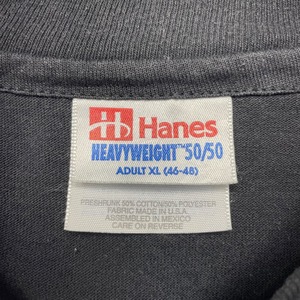 Hanes
HEAVYWEIGHT™ 50/50
ADULT XL (46-48)
PRESHRUNK 50% COTTON/50% POLYESTER
FABRIC MADE IN U.S.A.
ASSEMBLED IN MEXICO
CARE ON REVERSE